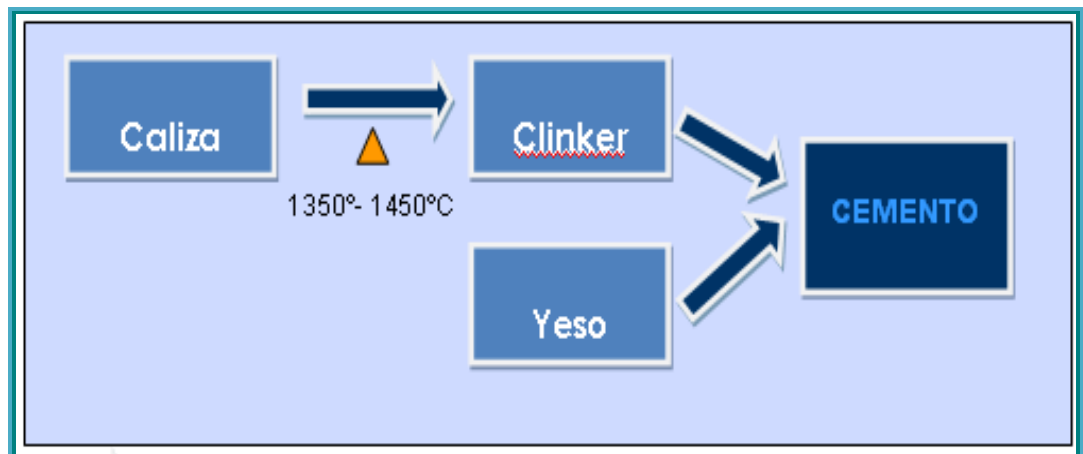 Caliza
1350º- 1450ºC
Clinker
Yeso
CEMENTO